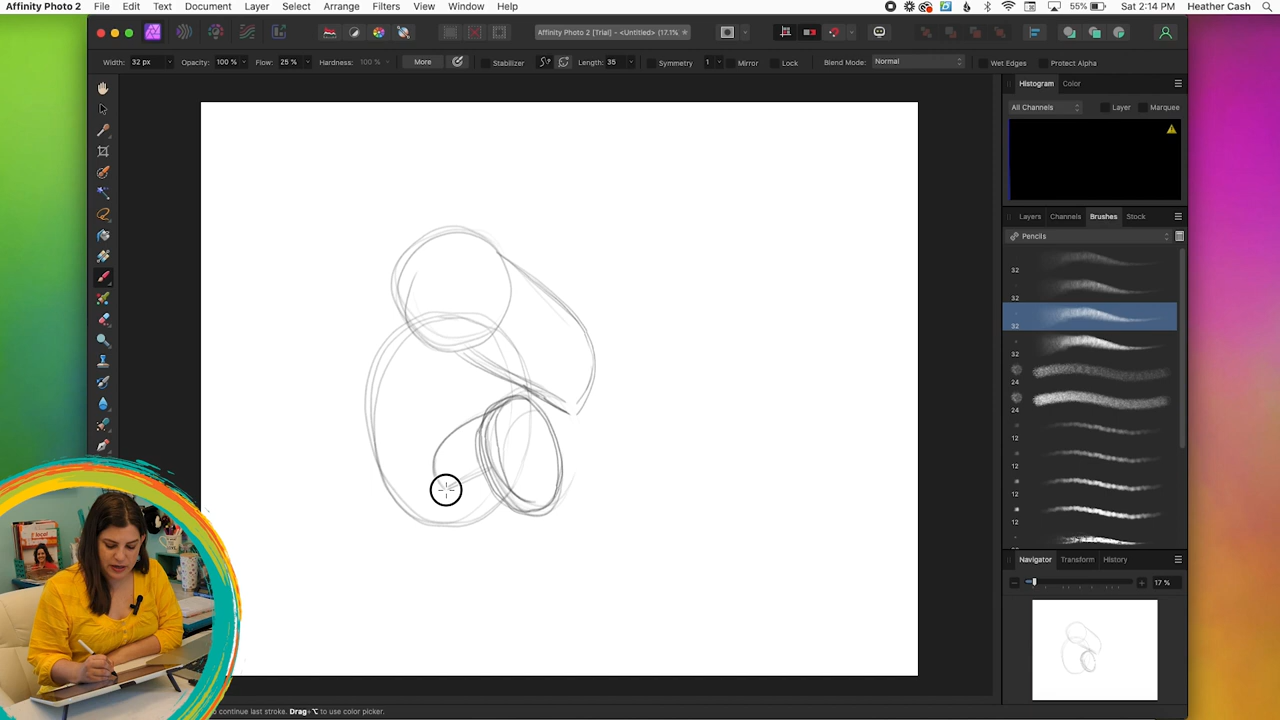 Affinity Photo 2 File Edit Text Document Layer Select Arrange Filters View Window Help 55% Sat 2:14 PM Heather Cash
Affinity Photo 2 [Trial] - <Untitled> (17.1%)
Width: 32 px Opacity: 100 % Flow: 25 % Hardness: 100 % More Stabilizer Length: 35 Symmetry 1 Mirror Lock Blend Mode: Normal Wet Edges Protect Alpha
Histogram Color
All Channels Layer Marquee
Layers Channels Brushes Stock
Pencils
32
32
32
32
24
24
12
12
12
12
Navigator Transform History
17 %
to continue last stroke. Drag+⌥ to use color picker.